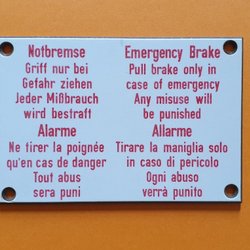 Notbremse
Griff nur bei
Gefahr ziehen
Jeder Mißbrauch
wird bestraft
Emergency Brake
Pull brake only in
case of emergency
Any misuse will
be punished
Alarme
Ne tirer la poignée
qu'en cas de danger
Tout abus
sera puni
Allarme
Tirare la maniglia solo
in caso di pericolo
Ogni abuso
verrà punito